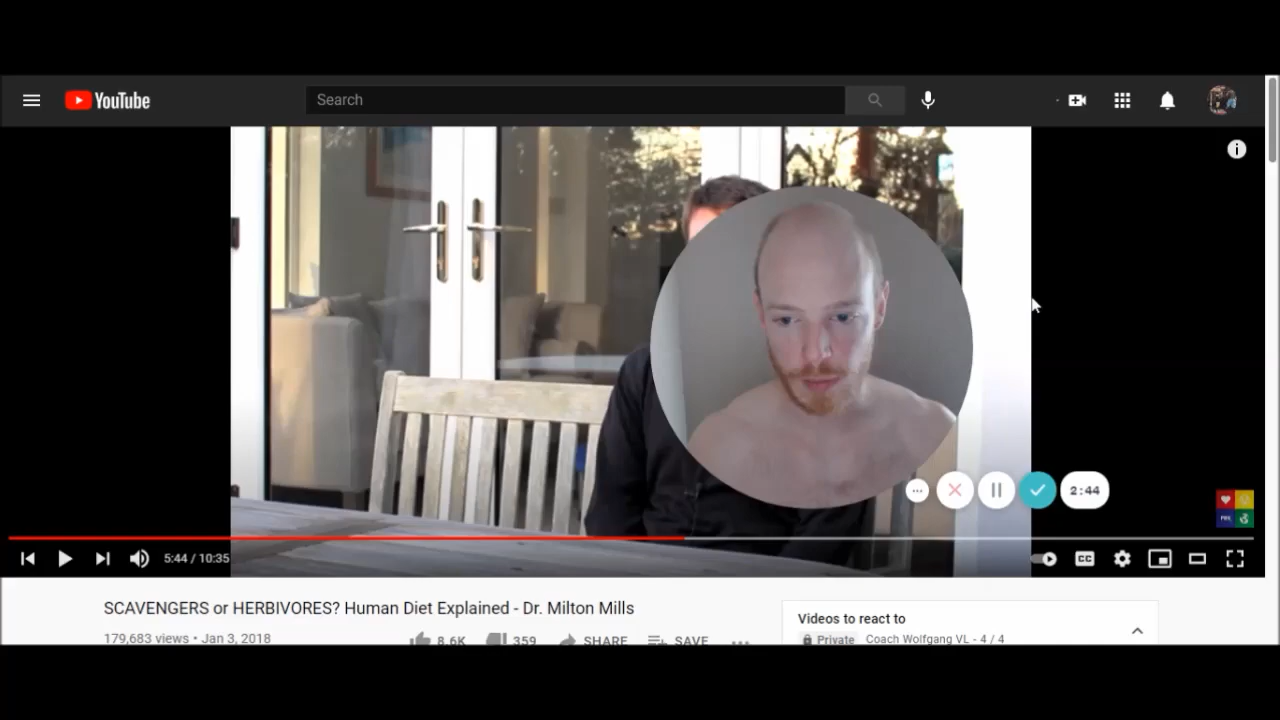 YouTube
Search
2:44
5:44 / 10:35
CC
SCAVENGERS or HERBIVORES? Human Diet Explained - Dr. Milton Mills
179,683 views • Jan 3, 2018
8.6K
359
SHARE
SAVE
Videos to react to
Private
Coach Wolfgang VL - 4 / 4